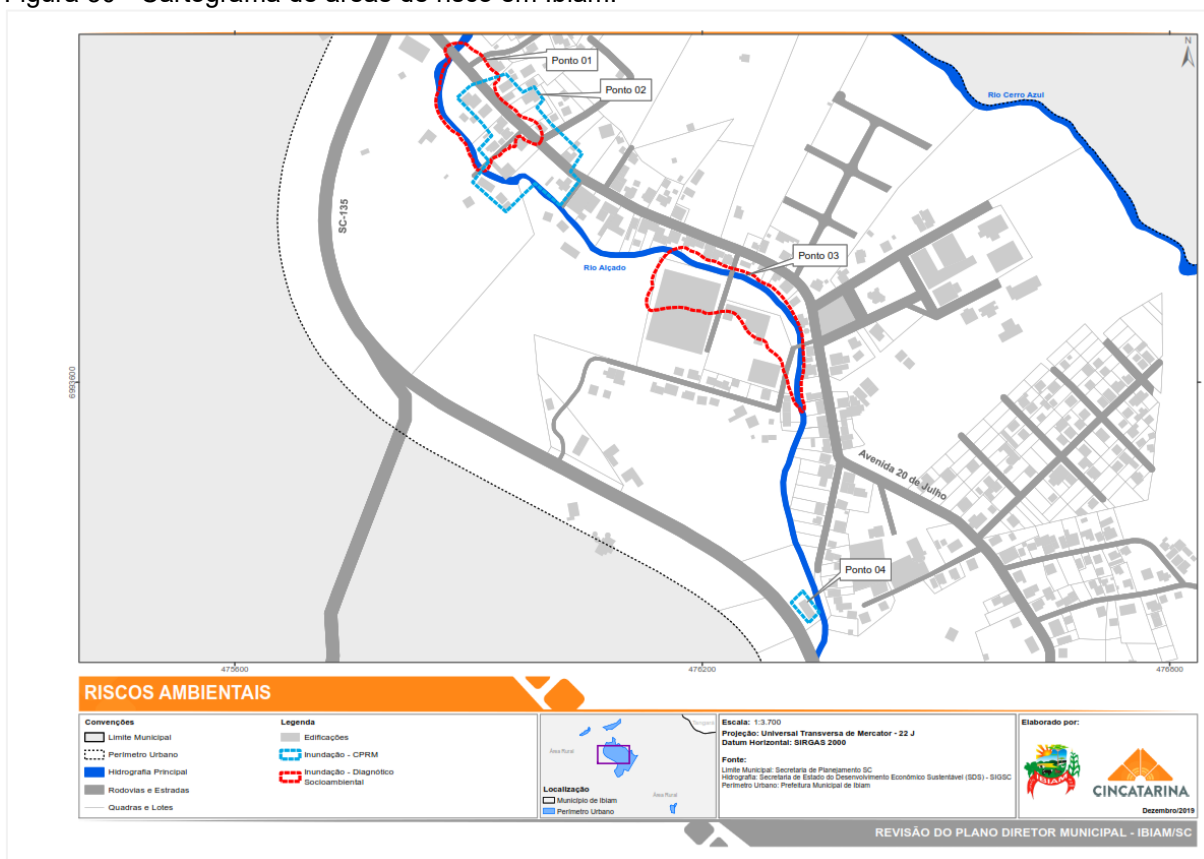 Figura 30 - Cartograma de áreas de risco em Ibiam.
N
Ponto 01
Ponto 02
Rio Cerro Azul
SC-135
Ponto 03
Rio Alçado
6993600
Avenida 20 de Julho
Ponto 04
475600
476200
476800
RISCOS AMBIENTAIS
Convenções
Limite Municipal
Perímetro Urbano
Hidrografia Principal
Rodovias e Estradas
Quadras e Lotes
Legenda
Edificações
Inundação - CPRM
Inundação - Diagnóstico
Socioambiental
Tangará
Área Rural
Área Rural
Localização
Município de Ibiam
Perímetro Urbano
Escala: 1:3.700
Projeção: Universal Transversa de Mercator - 22 J
Datum Horizontal: SIRGAS 2000
Fonte:
Limite Municipal: Secretaria de Planejamento SC
Hidrografia: Secretaria de Estado do Desenvolvimento Econômico Sustentável (SDS) - SIGSC
Perímetro Urbano: Prefeitura Municipal de Ibiam
Elaborado por:
IBIAM
CINCATARINA
Dezembro/2019
REVISÃO DO PLANO DIRETOR MUNICIPAL - IBIAM/SC